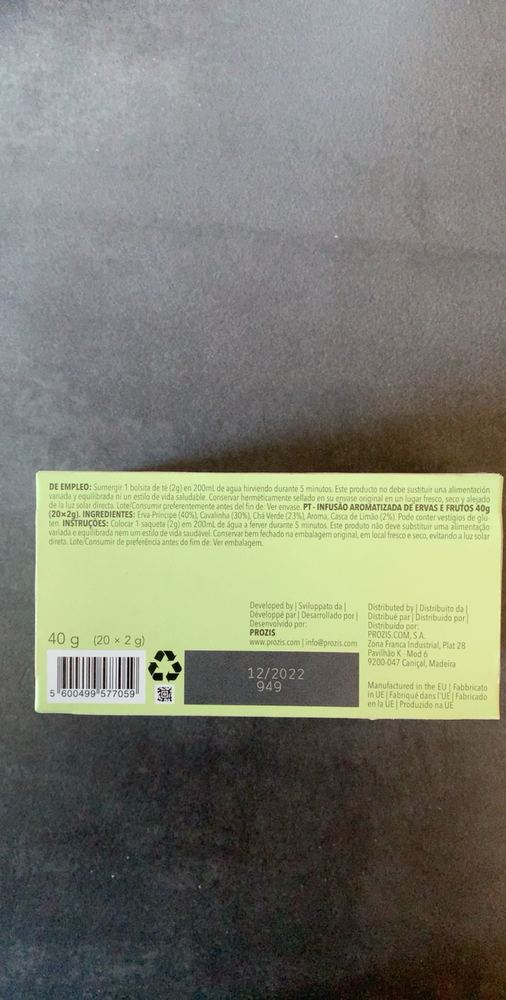 DE EMPLEO: Sumergir 1 bolsita de té (2g) en 200mL de agua hirviendo durante 5 minutos. Este producto no debe sustituir una alimentación
variada y equilibrada ni un estilo de vida saludable. Conservar herméticamente sellado en su envase original en un lugar fresco, seco y alejado
de la luz solar directa. Lote/Consumir preferentemente antes del fin de: Ver envase. PT- INFUSÃO AROMATIZADA DE ERVAS E FRUTOS 40g
(20×2g). INGREDIENTES: Erva-Príncipe (40%), Cavalinha (30%), Chá Verde (23%), Aroma, Casca de Limão (2%). Pode conter vestígios de glú-
ten. INSTRUÇÕES: Colocar 1 saqueta (2g) em 200mL de água a ferver durante 5 minutos. Este produto não deve substituir uma alimentação
variada e equilibrada nem um estilo de vida saudável. Conservar bem fechado na embalagem original, em local fresco e seco, evitando a luz solar
direta. Lote/Consumir de preferência antes do fim de: Ver embalagem.
Developed by | Sviluppato da |
Développé par | Desarrollado por |
Desenvolvido por:
PROZIS
www.prozis.com | info@prozis.com
Distributed by | Distribuito da |
Distribué par | Distribuido por |
Distribuído por:
PROZIS.COM, S.A.
Zona Franca Industrial, Plat 28
Pavilhão K · Mod 6
9200-047 Caniçal, Madeira
Manufactured in the EU | Fabbricato
in UE | Fabriqué dans l'UE | Fabricado
en la UE | Produzido na UE
40 g (20 × 2 g)
5 600499 577059
12/2022
949